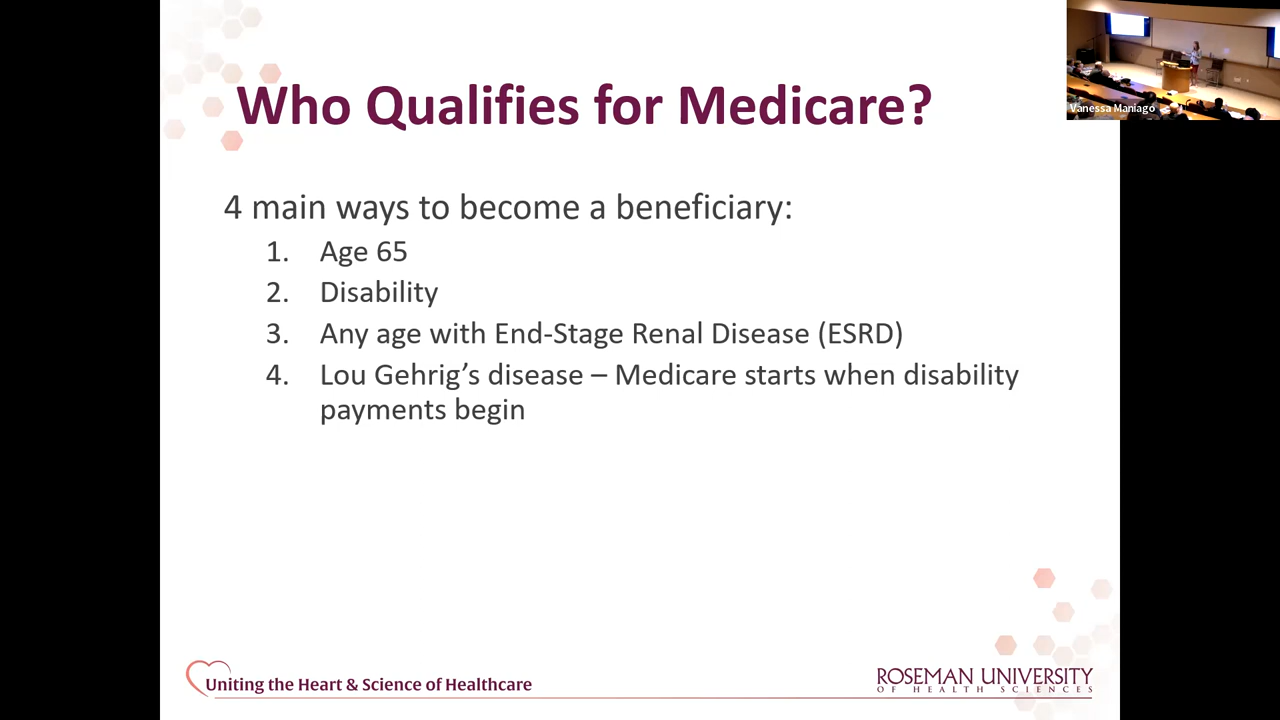 Who Qualifies for Medicare?
Vanessa Maniago
4 main ways to become a beneficiary:
1. Age 65
2. Disability
3. Any age with End-Stage Renal Disease (ESRD)
4. Lou Gehrig’s disease – Medicare starts when disability
payments begin
Uniting the Heart & Science of Healthcare
ROSEMAN UNIVERSITY
OF HEALTH SCIENCES